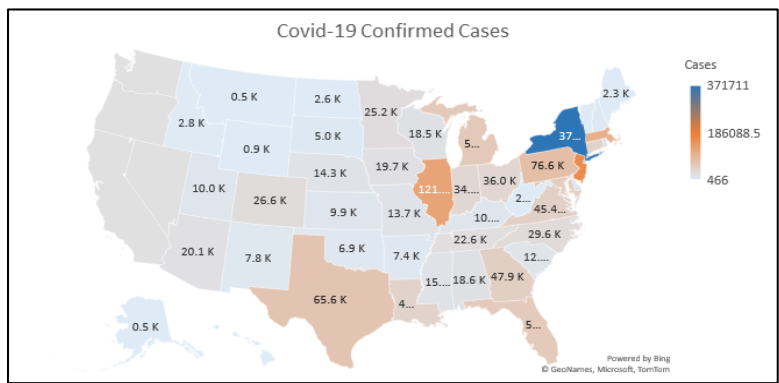 Covid-19 Confirmed Cases
Cases
371711
186088.5
466
2.3 K
0.5 K
2.6 K
25.2 K
2.8 K
5.0 K
18.5 K
5...
37...
0.9 K
76.6 K
19.7 K
14.3 K
36.0 K
10.0 K
121....
34....
2...
26.6 K
45.4...
9.9 K
13.7 K
10....
29.6 K
22.6 K
20.1 K
7.8 K
6.9 K
7.4 K
12....
15....
18.6 K
47.9 K
65.6 K
4...
5...
0.5 K
Powered by Bing
© GeoNames, Microsoft, TomTom